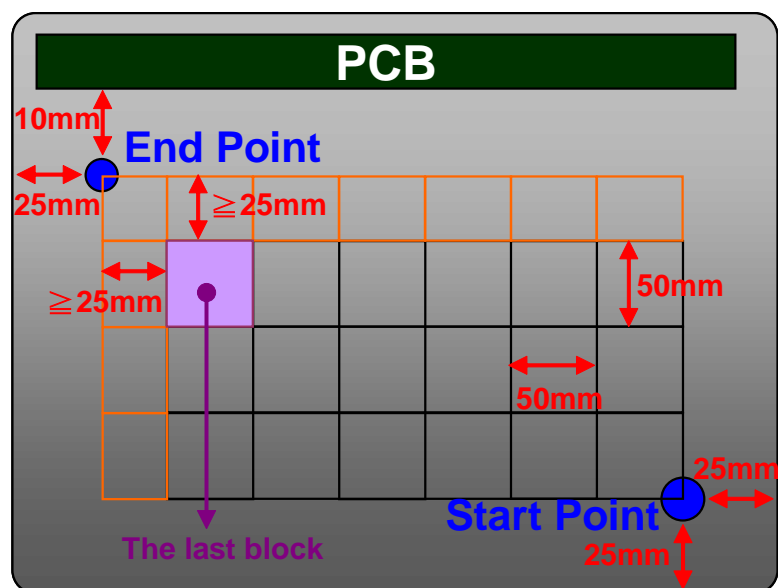 PCB
10mm
End Point
25mm
≧25mm
≧25mm
50mm
50mm
25mm
Start Point
25mm
The last block